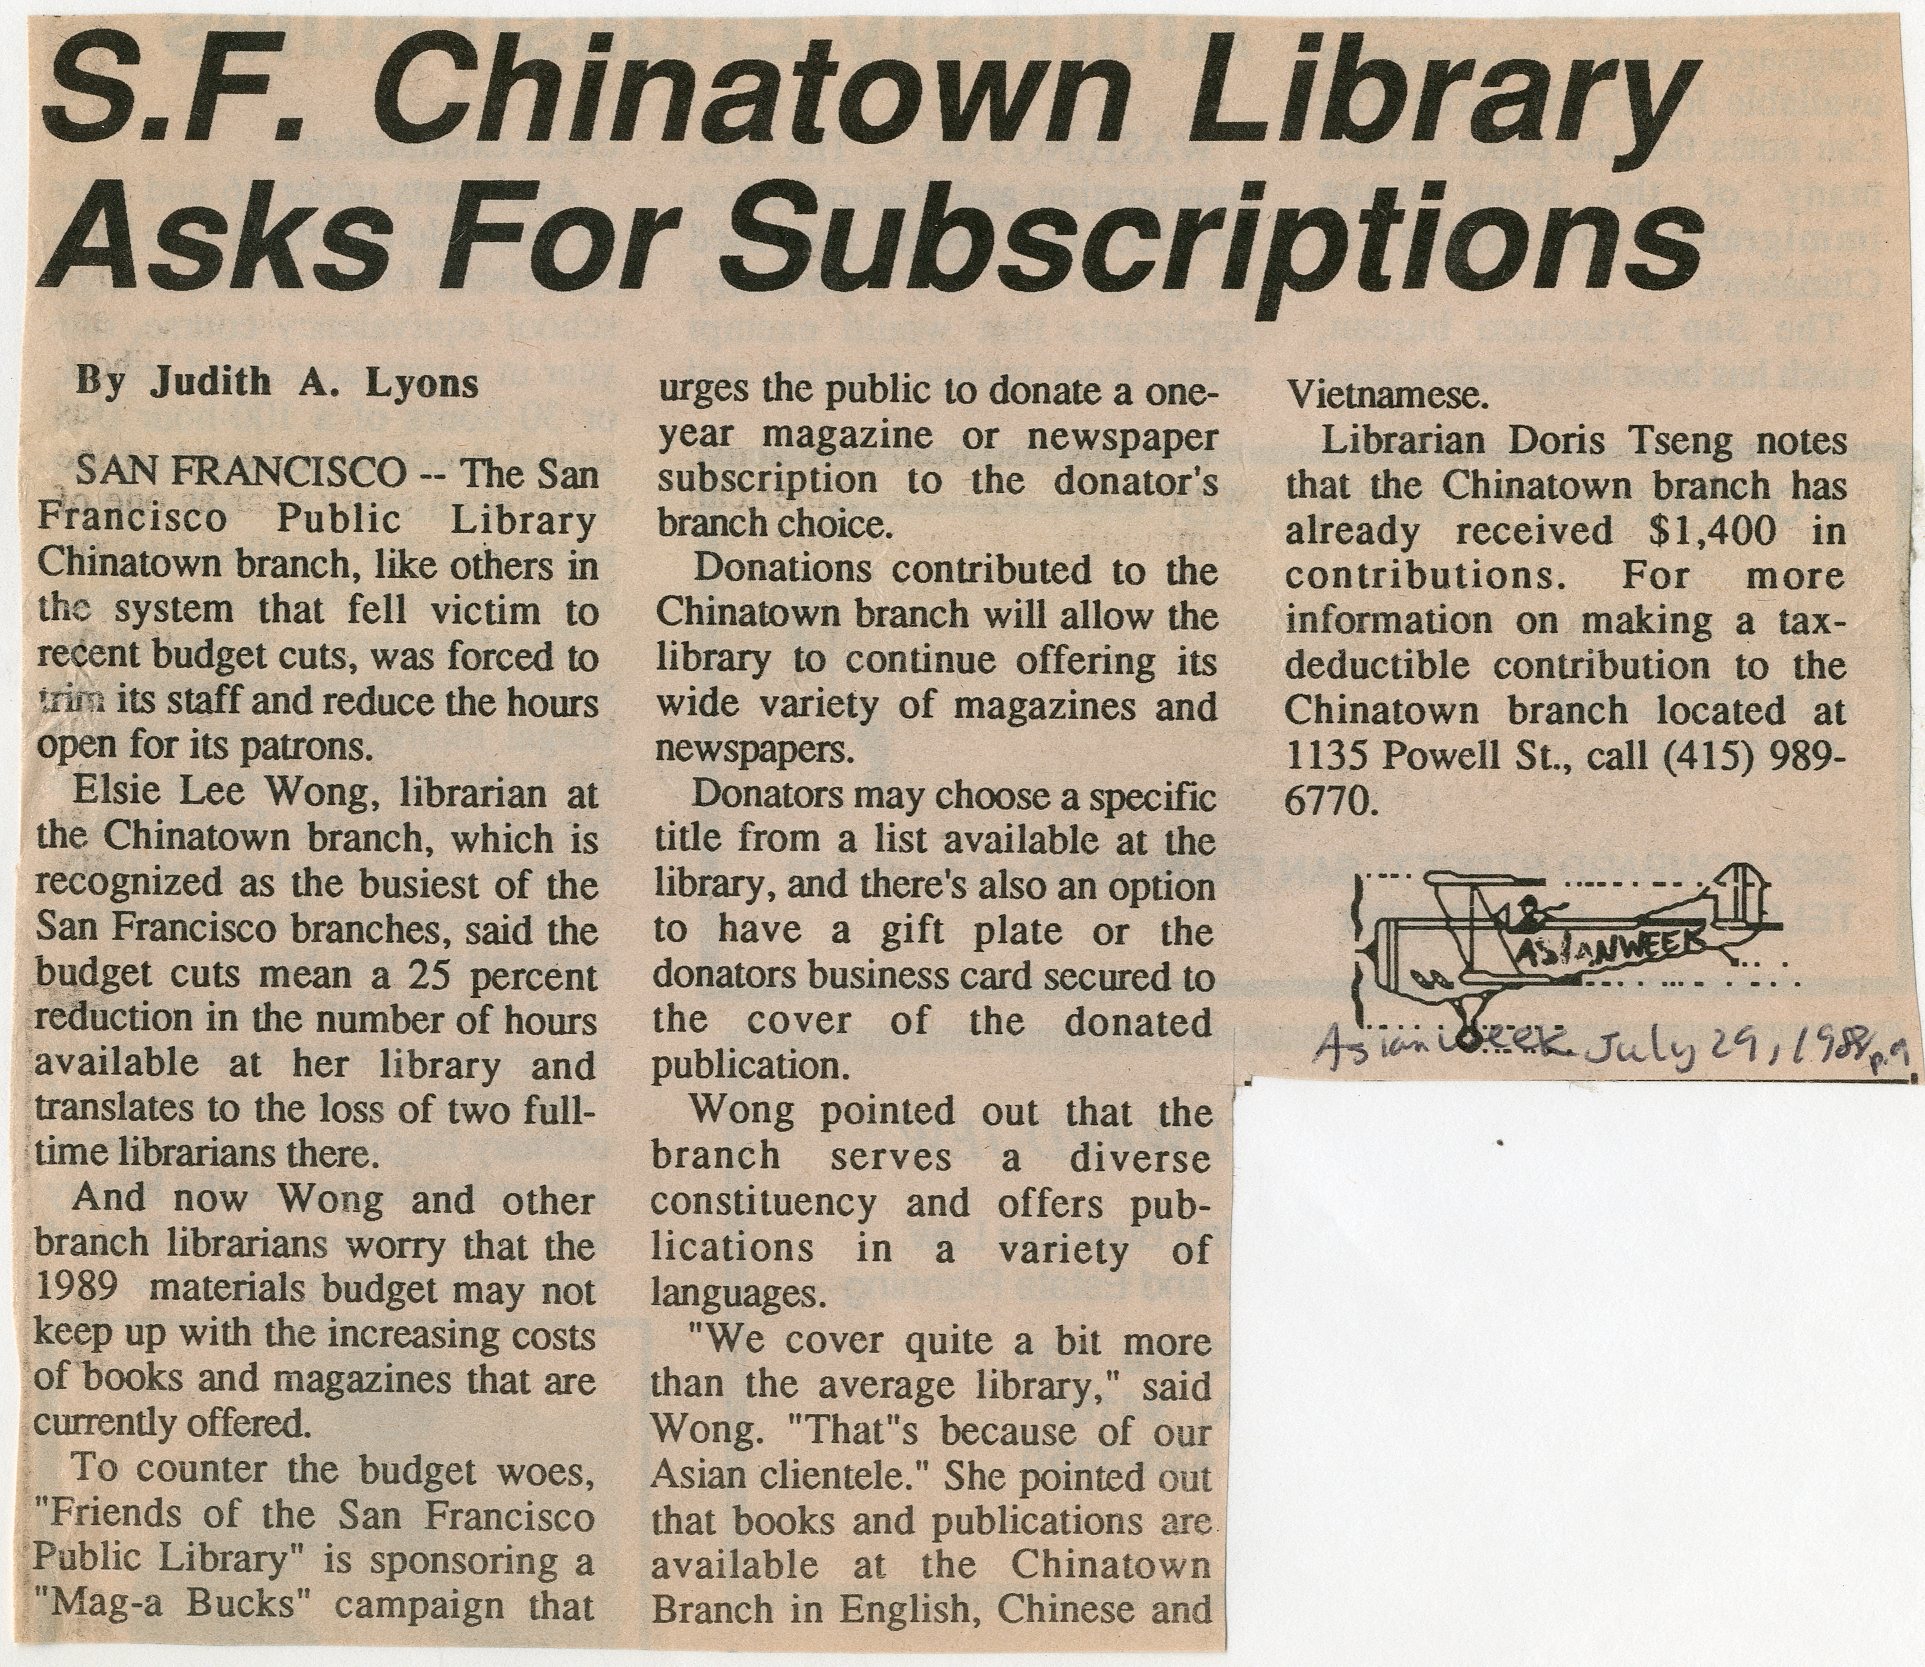 S.F. Chinatown Library
Asks For Subscriptions
By Judith A. Lyons
SAN FRANCISCO -- The San
Francisco Public Library
Chinatown branch, like others in
the system that fell victim to
recent budget cuts, was forced to
trim its staff and reduce the hours
open for its patrons.
Elsie Lee Wong, librarian at
the Chinatown branch, which is
recognized as the busiest of the
San Francisco branches, said the
budget cuts mean a 25 percent
reduction in the number of hours
available at her library and
translates to the loss of two full-
time librarians there.
And now Wong and other
branch librarians worry that the
1989 materials budget may not
keep up with the increasing costs
of books and magazines that are
currently offered.
To counter the budget woes,
"Friends of the San Francisco
Public Library" is sponsoring a
"Mag-a Bucks" campaign that
urges the public to donate a one-
year magazine or newspaper
subscription to the donator's
branch choice.
Donations contributed to the
Chinatown branch will allow the
library to continue offering its
wide variety of magazines and
newspapers.
Donators may choose a specific
title from a list available at the
library, and there's also an option
to have a gift plate or the
donators business card secured to
the cover of the donated
publication.
Wong pointed out that the
branch serves a diverse
constituency and offers pub-
lications in a variety of
languages.
"We cover quite a bit more
than the average library," said
Wong. "That"s because of our
Asian clientele." She pointed out
that books and publications are
available at the Chinatown
Branch in English, Chinese and
Vietnamese.
Librarian Doris Tseng notes
that the Chinatown branch has
already received $1,400 in
contributions. For more
information on making a tax-
deductible contribution to the
Chinatown branch located at
1135 Powell St., call (415) 989-
6770.
ASIANWEEK
Asianweek July 29, 1988 p.9